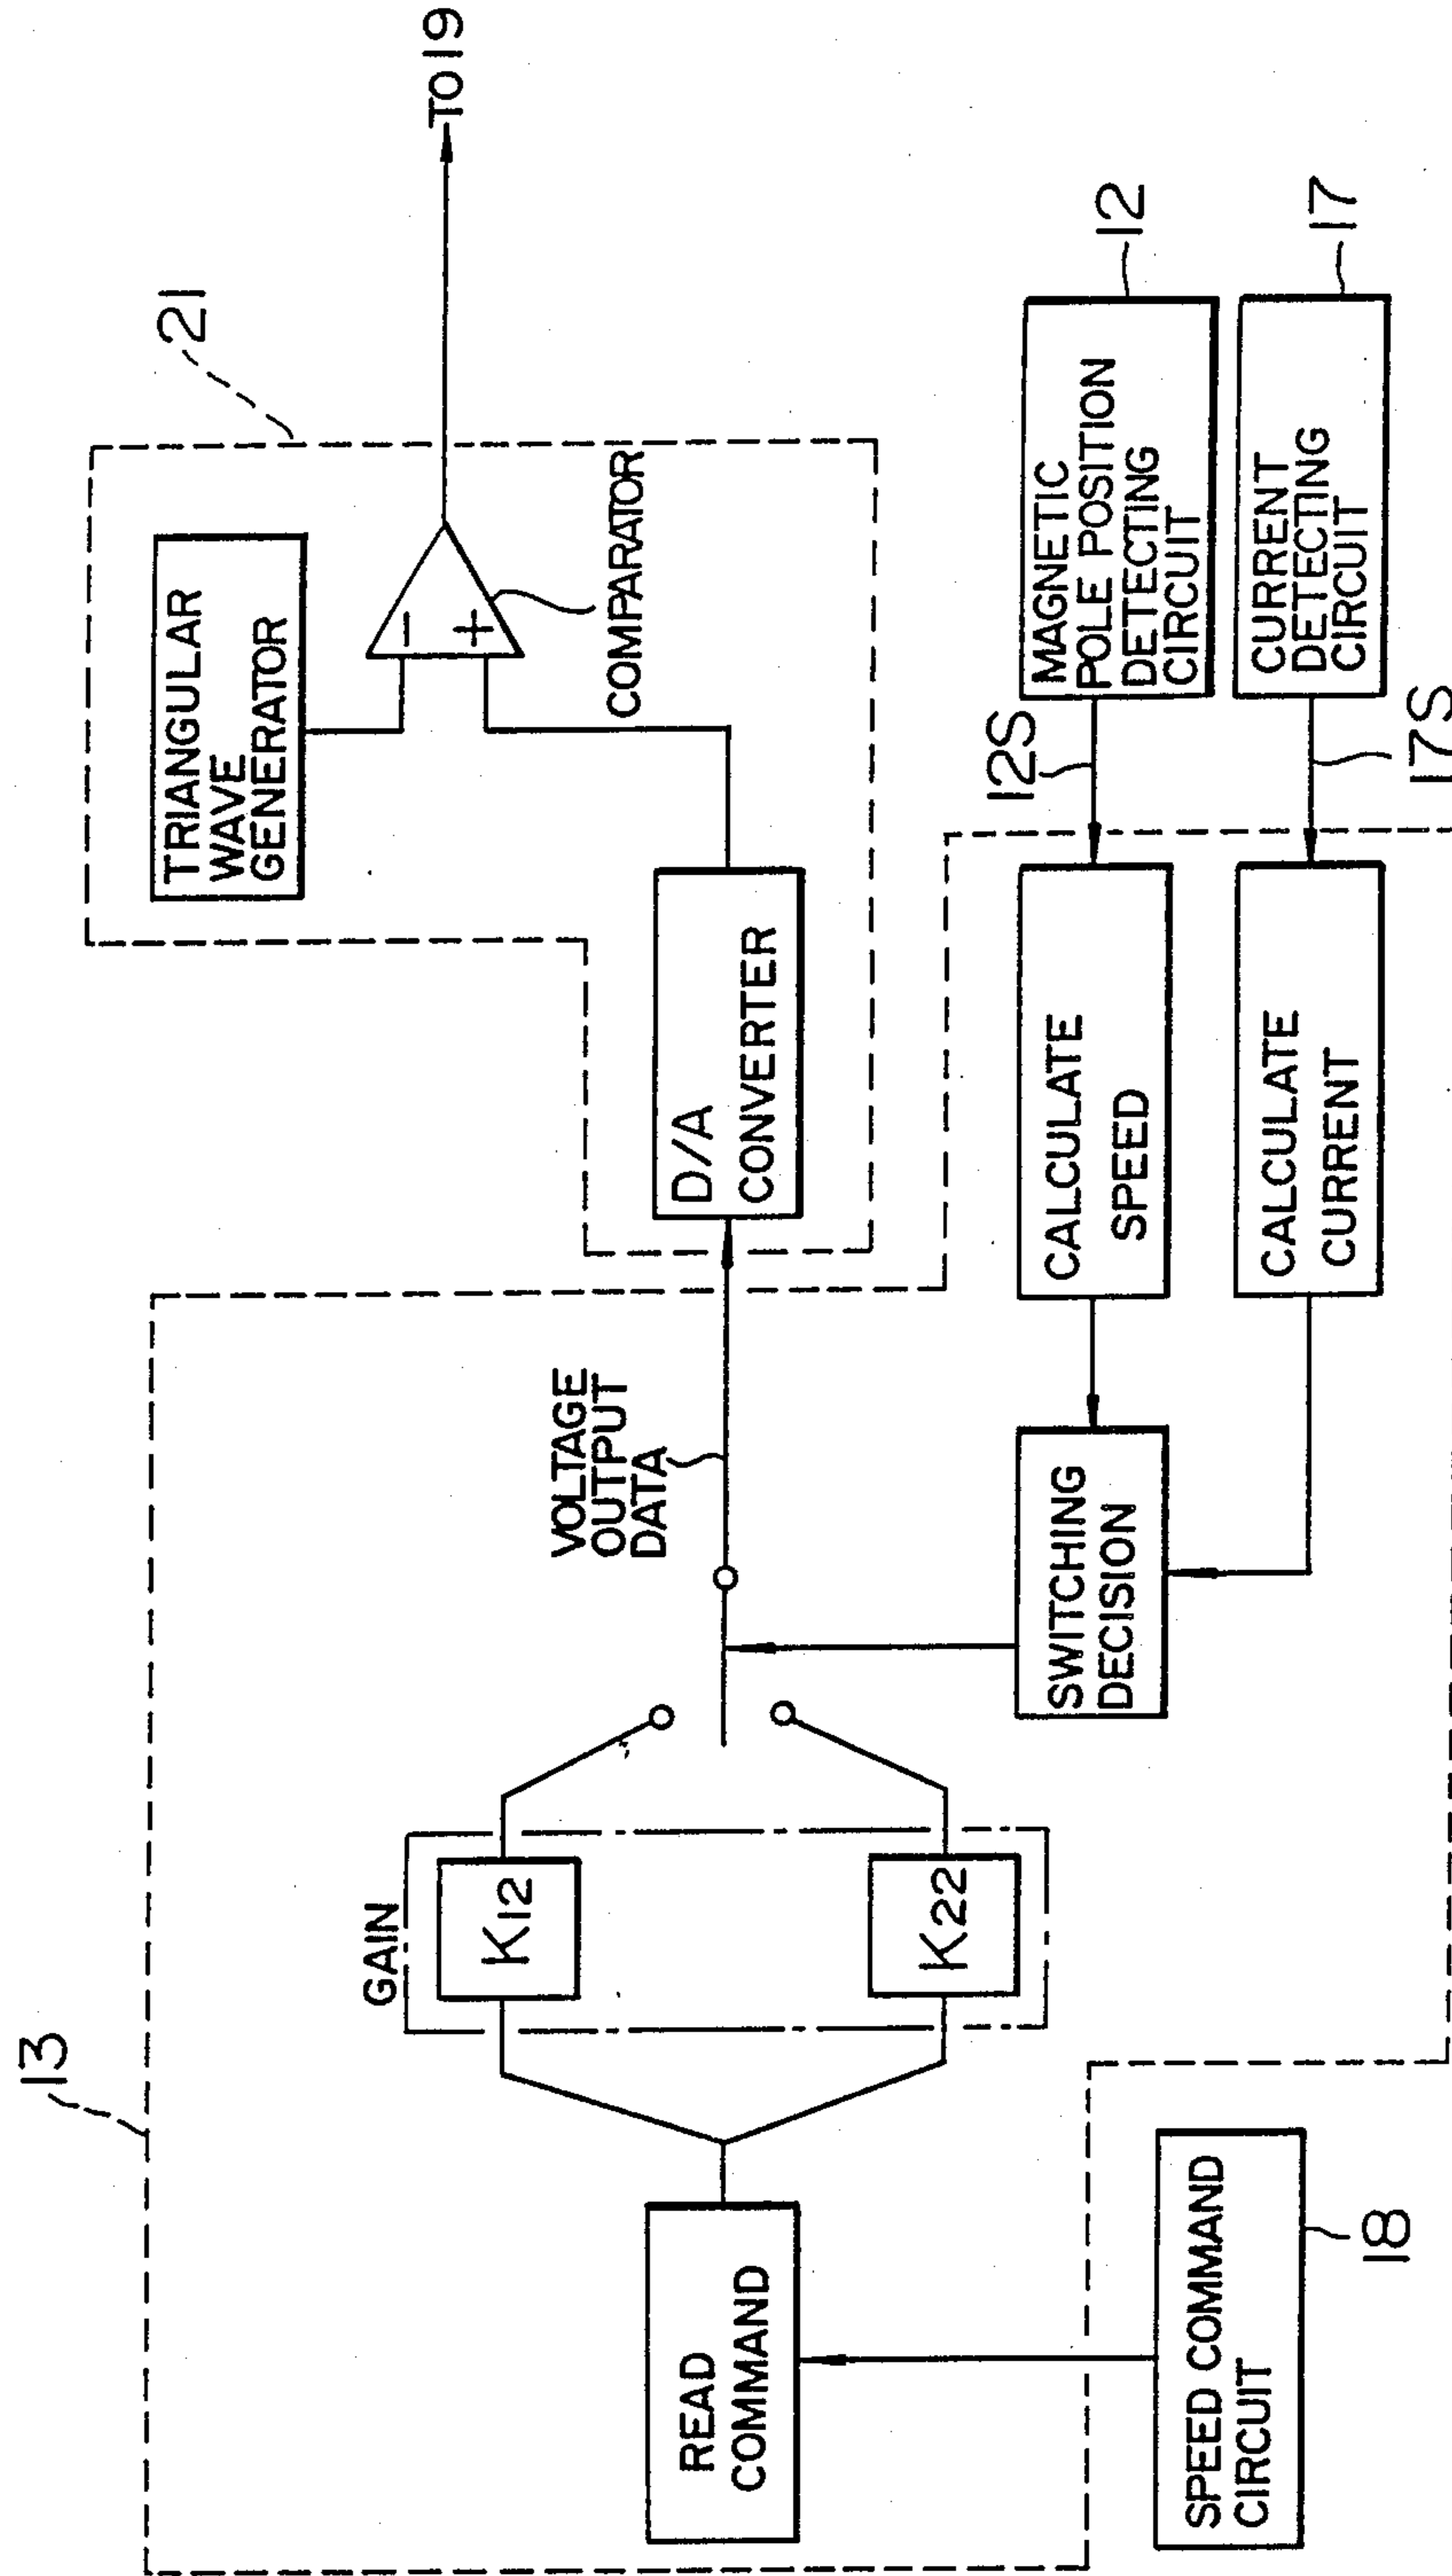 13
GAIN
K12
K22
READ
COMMAND
SPEED COMMAND
CIRCUIT
18
VOLTAGE
OUTPUT
DATA
SWITCHING
DECISION
CALCULATE
SPEED
CALCULATE
CURRENT
D/A
CONVERTER
TRIANGULAR
WAVE
GENERATOR
21
−
+
COMPARATOR
TO 19
12S
MAGNETIC
POLE POSITION
DETECTING
CIRCUIT
12
17S
CURRENT
DETECTING
CIRCUIT
17